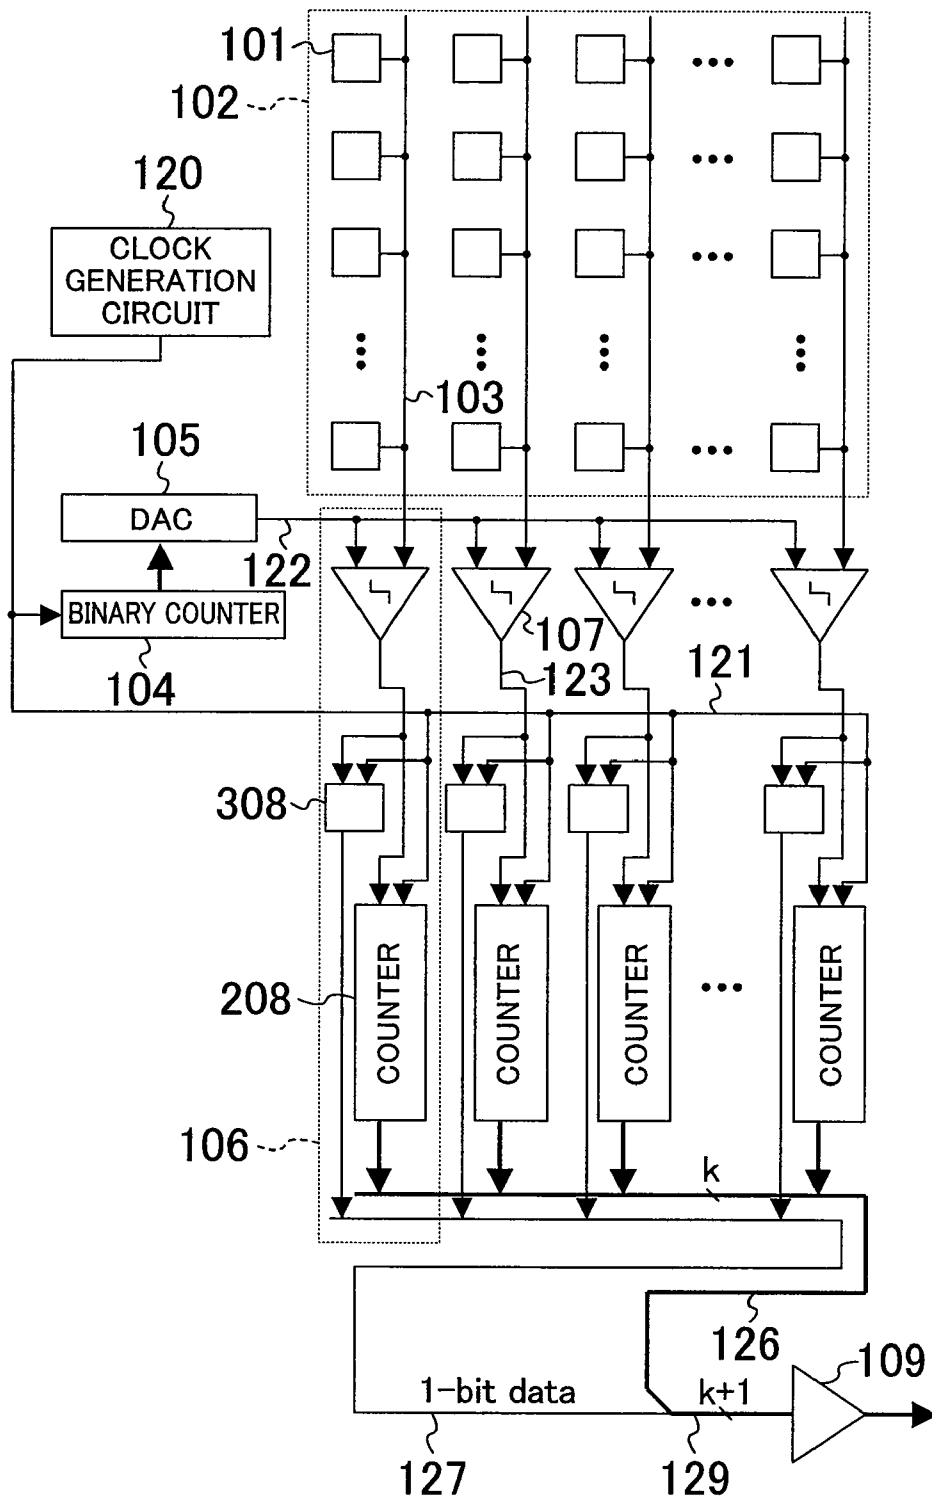 101
102
120
CLOCK
GENERATION
CIRCUIT
103
105
DAC
122
BINARY COUNTER
107
104
123
121
308
COUNTER
COUNTER
COUNTER
COUNTER
208
106
k
126
109
1-bit data
k+1
127
129